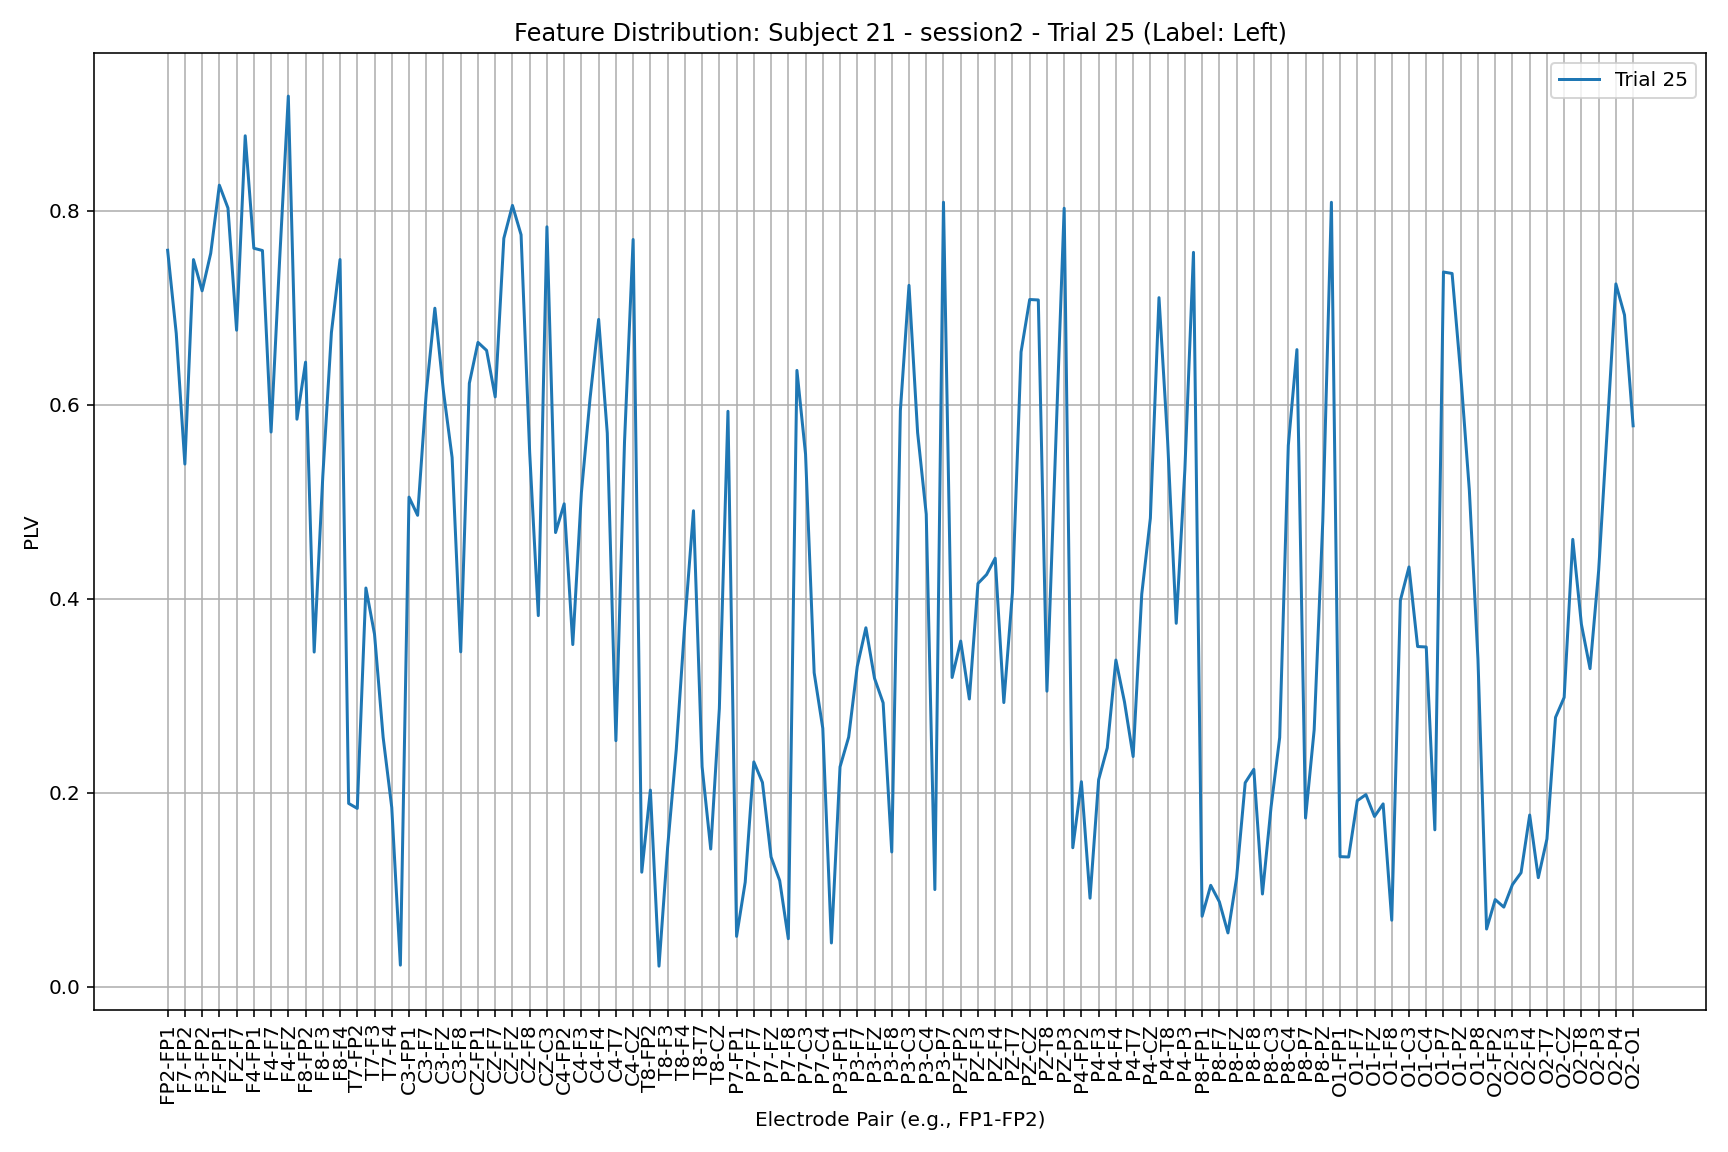 Feature Distribution: Subject 21 - session2 - Trial 25 (Label: Left)
Trial 25
PLV
0.8
0.6
0.4
0.2
0.0
FP2-FP1
F7-FP2
F3-FP2
FZ-FP1
FZ-F7
F4-FP1
F4-F7
F4-FZ
F8-FP2
F8-F3
F8-F4
T7-FP2
T7-F3
T7-F4
C3-FP1
C3-F7
C3-FZ
C3-F8
CZ-FP1
CZ-F7
CZ-FZ
CZ-F8
CZ-C3
C4-FP2
C4-F3
C4-F4
C4-T7
C4-CZ
T8-FP2
T8-F3
T8-F4
T8-T7
T8-CZ
P7-FP1
P7-F7
P7-FZ
P7-F8
P7-C3
P7-C4
P3-FP1
P3-F7
P3-FZ
P3-F8
P3-C3
P3-C4
P3-P7
PZ-FP2
PZ-F3
PZ-F4
PZ-T7
PZ-CZ
PZ-T8
PZ-P3
P4-FP2
P4-F3
P4-F4
P4-T7
P4-CZ
P4-T8
P4-P3
P8-FP1
P8-F7
P8-FZ
P8-F8
P8-C3
P8-C4
P8-P7
P8-PZ
O1-FP1
O1-F7
O1-FZ
O1-F8
O1-C3
O1-C4
O1-P7
O1-PZ
O1-P8
O2-FP2
O2-F3
O2-F4
O2-T7
O2-CZ
O2-T8
O2-P3
O2-P4
O2-O1
Electrode Pair (e.g., FP1-FP2)